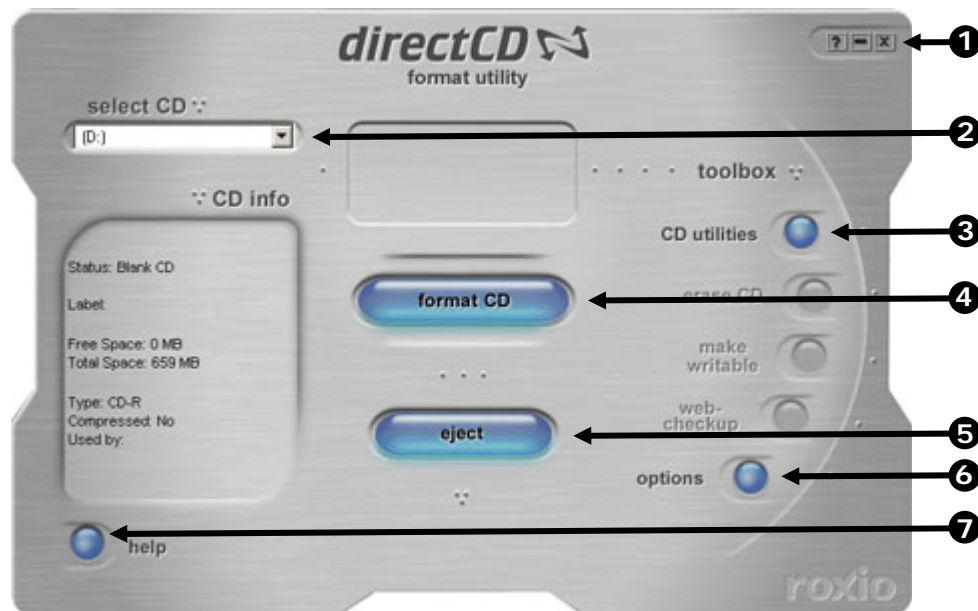 directCD
format utility
? - X
1
select CD
(D:)
2
toolbox
CD info
CD utilities
3
Status: Blank CD
format CD
erase CD
4
Label:
Free Space: 0 MB
Total Space: 659 MB
make
writable
Type: CD-R
Compressed: No
Used by:
web-
checkup
eject
5
options
6
help
7
roxio